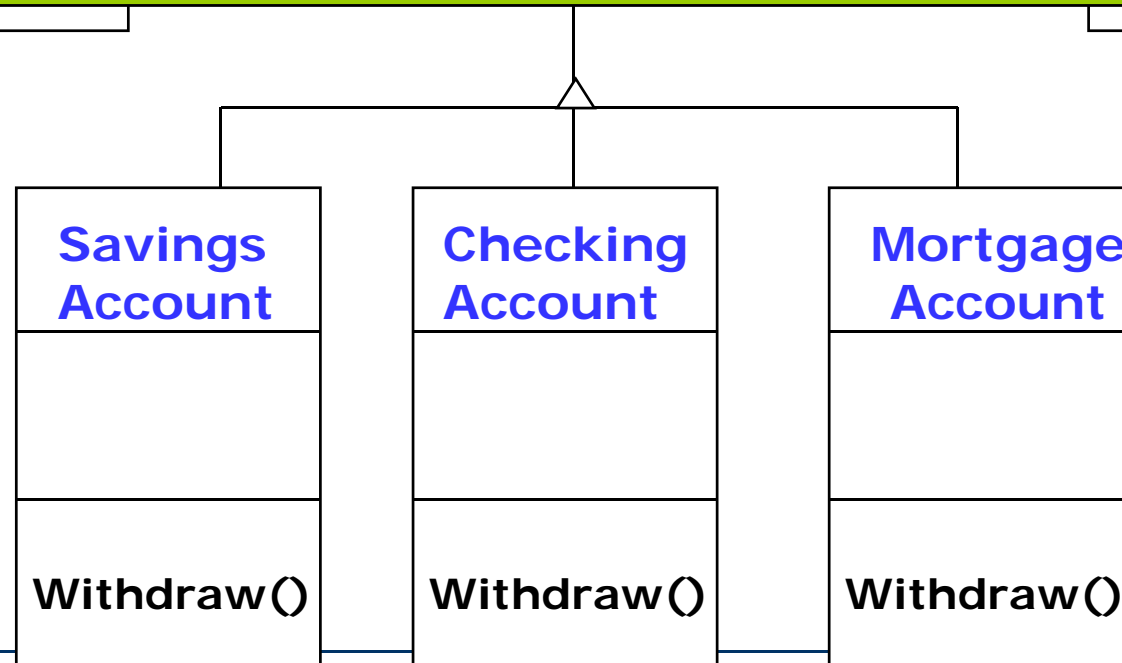 Savings
Account
Checking
Account
Mortgage
Account
Withdraw()
Withdraw()
Withdraw()